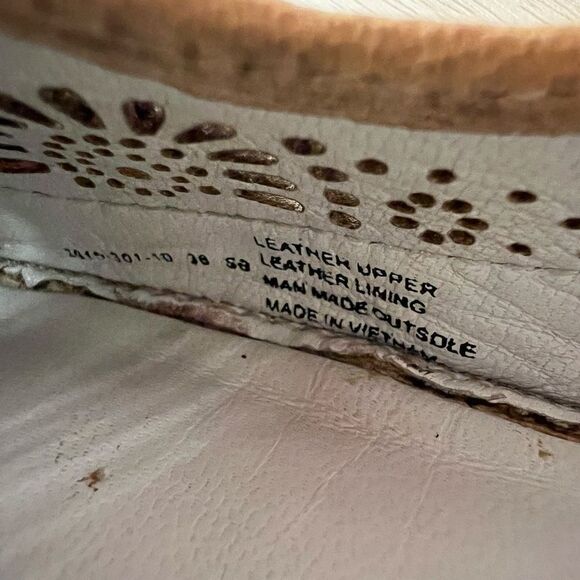 LEATHER UPPER
LEATHER LINING
MAN MADE OUTSOLE
MADE IN VIETNAM